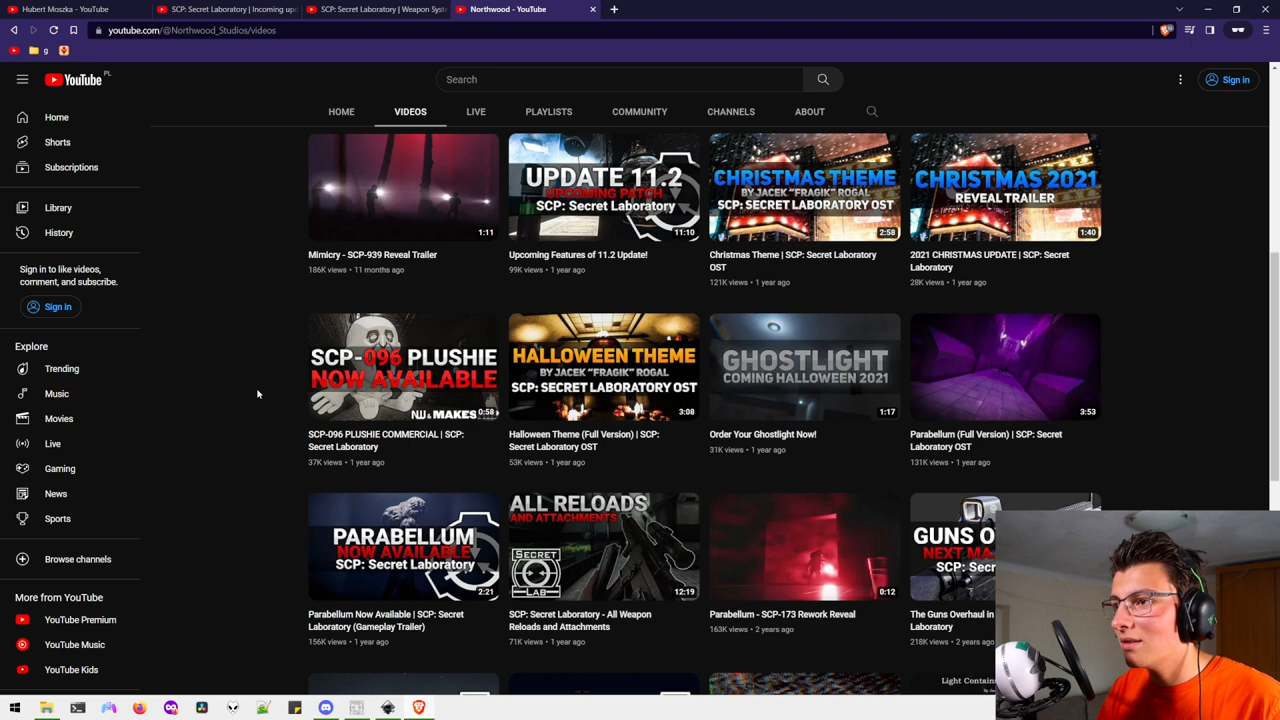 Hubert Moszka - YouTube
SCP: Secret Laboratory | Incoming up
SCP: Secret Laboratory | Weapon Sys
Northwood - YouTube
youtube.com/@Northwood_Studios/videos
g
YouTube PL
Search
Sign in
HOME
VIDEOS
LIVE
PLAYLISTS
COMMUNITY
CHANNELS
ABOUT
Home
Shorts
Subscriptions
Library
History
Sign in to like videos,
comment, and subscribe.
Sign in
Explore
Trending
Music
Movies
Live
Gaming
News
Sports
Browse channels
More from YouTube
YouTube Premium
YouTube Music
YouTube Kids
1:11
Mimicry - SCP-939 Reveal Trailer
186K views • 11 months ago
UPDATE 11.2
UPCOMING PATCH
SCP: Secret Laboratory
11:10
Upcoming Features of 11.2 Update!
99K views • 1 year ago
CHRISTMAS THEME
BY JACEK "FRAGIK" ROGAL
SCP: SECRET LABORATORY OST
2:58
Christmas Theme | SCP: Secret Laboratory
OST
121K views • 1 year ago
CHRISTMAS 2021
REVEAL TRAILER
1:40
2021 CHRISTMAS UPDATE | SCP: Secret
Laboratory
28K views • 1 year ago
SCP-096 PLUSHIE
NOW AVAILABLE
NW & MAKES
0:58
SCP-096 PLUSHIE COMMERCIAL | SCP:
Secret Laboratory
37K views • 1 year ago
HALLOWEEN THEME
BY JACEK "FRAGIK" ROGAL
SCP: SECRET LABORATORY OST
3:08
Halloween Theme (Full Version) | SCP:
Secret Laboratory OST
53K views • 1 year ago
GHOSTLIGHT
COMING HALLOWEEN 2021
1:17
Order Your Ghostlight Now!
31K views • 1 year ago
3:53
Parabellum (Full Version) | SCP: Secret
Laboratory OST
131K views • 1 year ago
PARABELLUM
NOW AVAILABLE
SCP: Secret Laboratory
2:21
Parabellum Now Available | SCP: Secret
Laboratory (Gameplay Trailer)
156K views • 1 year ago
ALL RELOADS
AND ATTACHMENTS
SECRET
LAB
12:19
SCP: Secret Laboratory - All Weapon
Reloads and Attachments
71K views • 1 year ago
0:12
Parabellum - SCP-173 Rework Reveal
163K views • 2 years ago
GUNS O
NEXT MA
SCP: Se
The Guns Overhaul in
Laboratory
218K views • 2 years
Light Contain